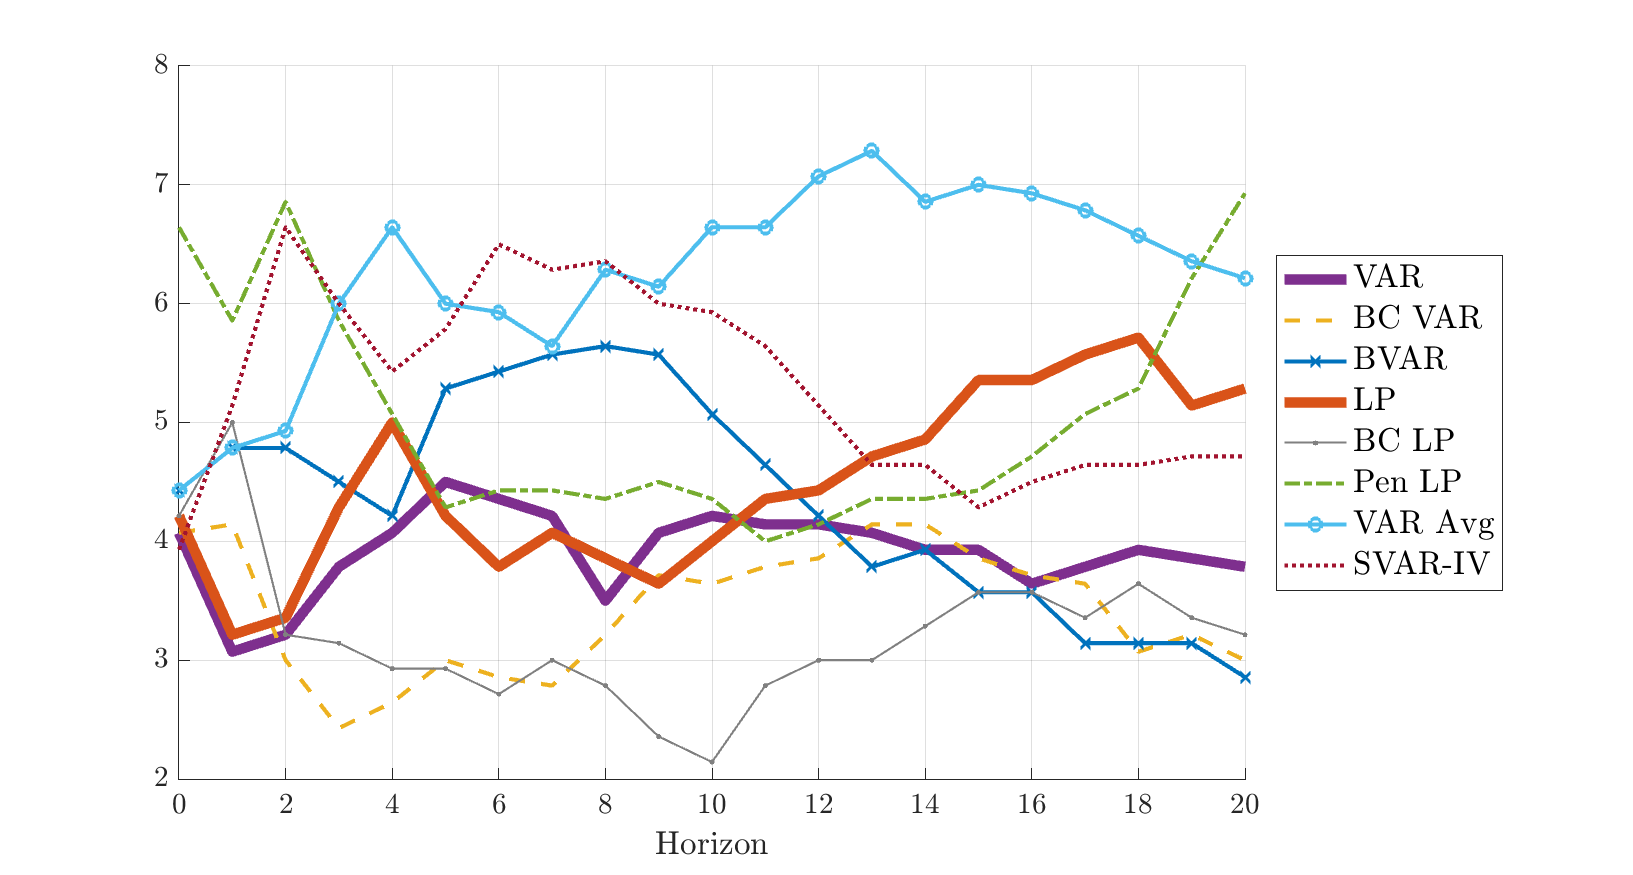 8
7
6
5
4
3
2
0 2 4 6 8 10 12 14 16 18 20
Horizon
VAR
BC VAR
BVAR
LP
BC LP
Pen LP
VAR Avg
SVAR-IV